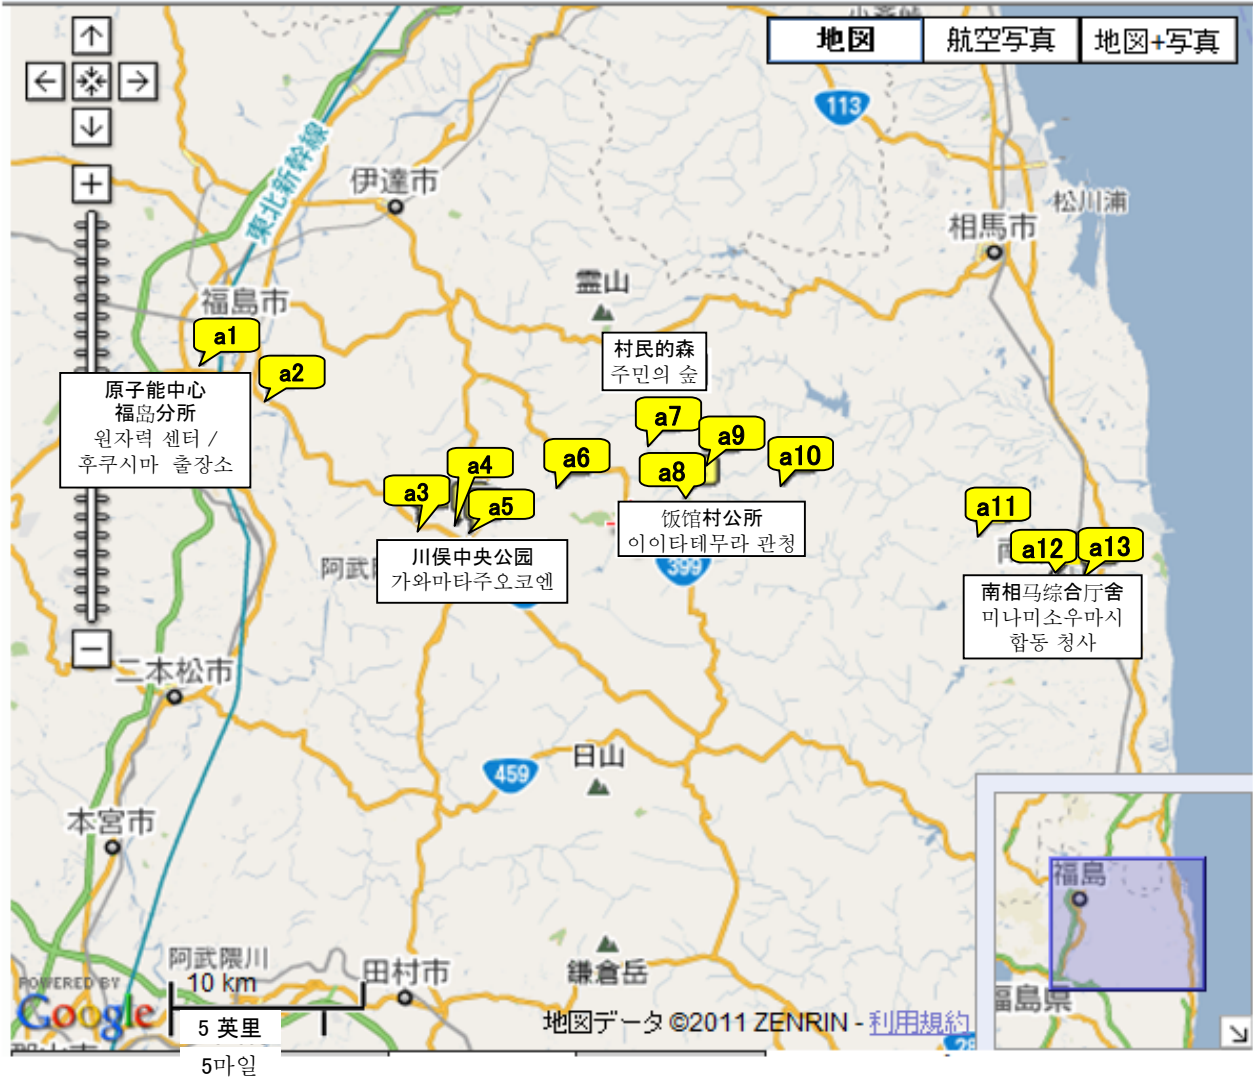 地図
航空写真
地図+写真
113
東北新幹線
伊達市
松川浦
相馬市
霊山
福島市
a1
村民的森
주민의 숲
a2
原子能中心
福岛分所
원자력 센터 /
후쿠시마 출장소
a7
a9
a4
a6
a8
a10
a3
a5
a11
饭馆村公所
이이타테무라 관청
a12
a13
川俣中央公园
가와마타주오코엔
阿武
399
南相马综合厅舍
미나미소우마시
합동 청사
二本松市
459
日山
本宮市
福島
阿武隈川
10 km
田村市
鎌倉岳
福島県
POWERED BY
Google
5 英里
地図データ ©2011 ZENRIN - 利用規約
28
5마일